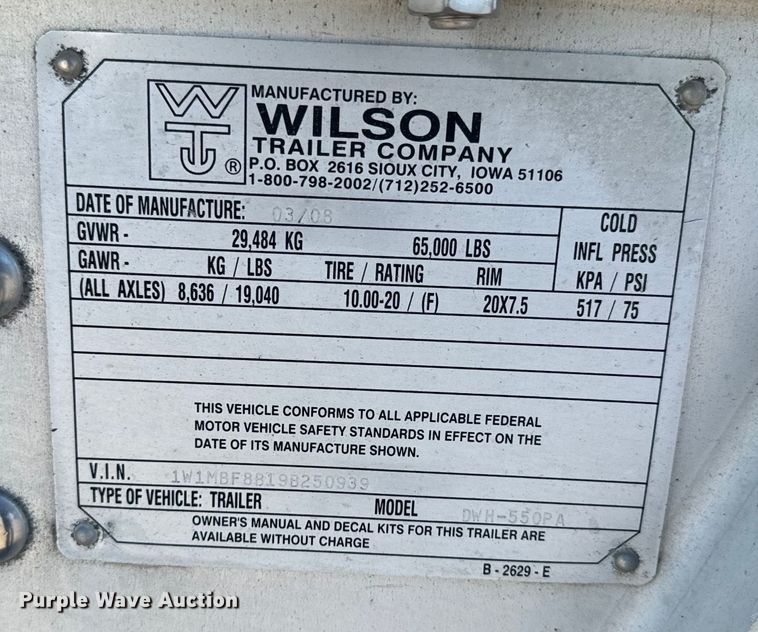 WTC ®
MANUFACTURED BY:
WILSON
TRAILER COMPANY
P.O. BOX 2616 SIOUX CITY, IOWA 51106
1-800-798-2002/(712)252-6500
DATE OF MANUFACTURE: 03/08
COLD
INFL PRESS
KPA / PSI
GVWR - 29,484 KG 65,000 LBS
GAWR - KG / LBS TIRE / RATING RIM
(ALL AXLES) 8,636 / 19,040 10.00-20 / (F) 20X7.5 517 / 75
THIS VEHICLE CONFORMS TO ALL APPLICABLE FEDERAL
MOTOR VEHICLE SAFETY STANDARDS IN EFFECT ON THE
DATE OF ITS MANUFACTURE SHOWN.
V.I.N. 1W1MBF8B19B250939
TYPE OF VEHICLE: TRAILER MODEL DWH-550PA
OWNER'S MANUAL AND DECAL KITS FOR THIS TRAILER ARE
AVAILABLE WITHOUT CHARGE
B - 2629 - E
Purple Wave Auction